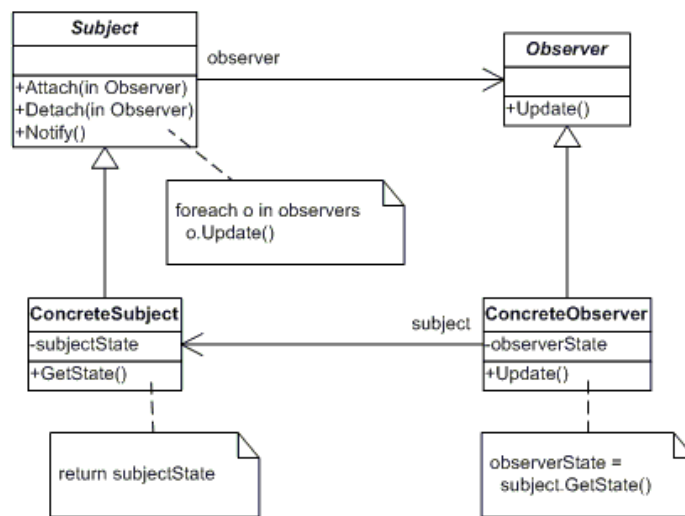 Subject
observer
Observer
+Attach(in Observer)
+Detach(in Observer)
+Notify()
+Update()
foreach o in observers
o.Update()
ConcreteSubject
-subjectState
+GetState()
subject
ConcreteObserver
-observerState
+Update()
return subjectState
observerState =
subject.GetState()